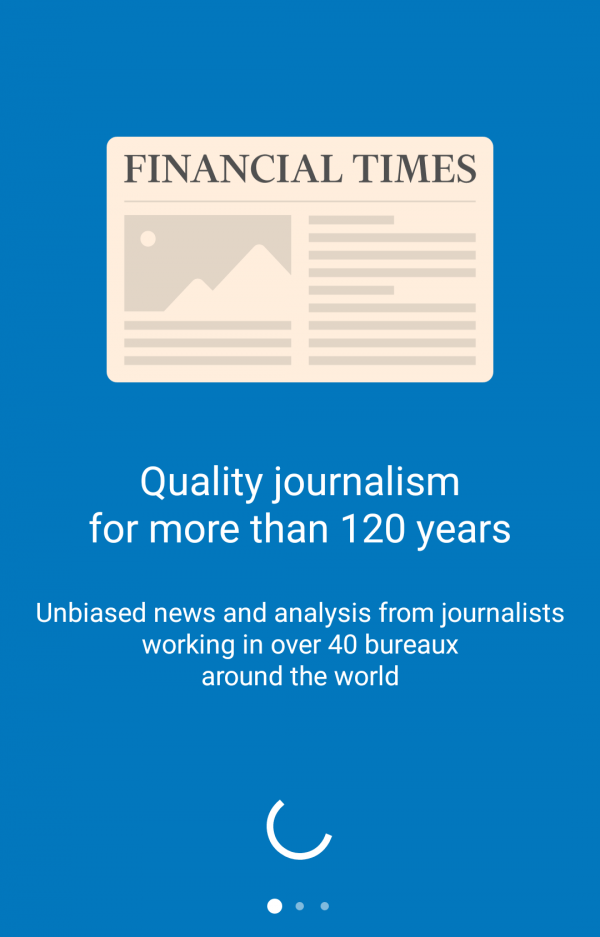 FINANCIAL TIMES
Quality journalism
for more than 120 years
Unbiased news and analysis from journalists
working in over 40 bureaux
around the world